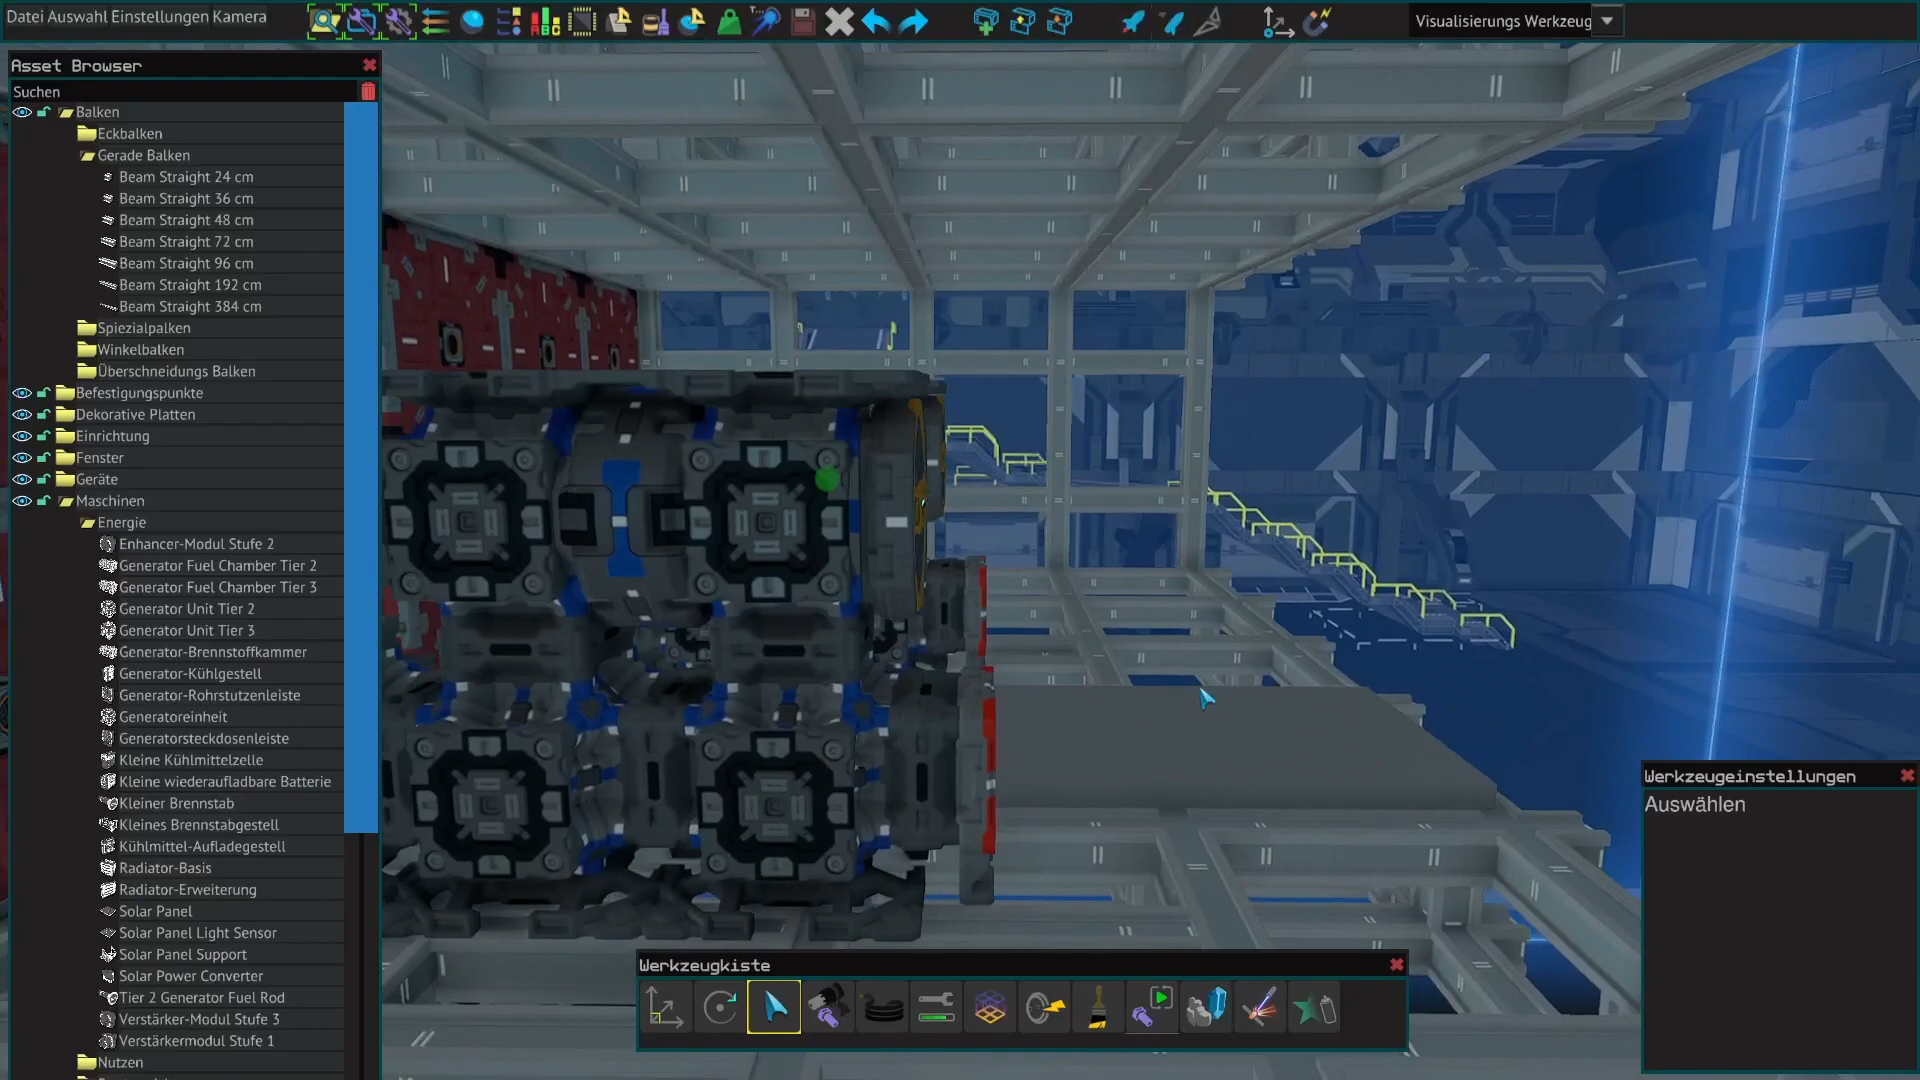 Datei Auswahl Einstellungen Kamera
Visualisierungs Werkzeug
Asset Browser
Suchen
Balken
Eckbalken
Gerade Balken
Beam Straight 24 cm
Beam Straight 36 cm
Beam Straight 48 cm
Beam Straight 72 cm
Beam Straight 96 cm
Beam Straight 192 cm
Beam Straight 384 cm
Spiezialpalken
Winkelbalken
Überschneidungs Balken
Befestigungspunkte
Dekorative Platten
Einrichtung
Fenster
Geräte
Maschinen
Energie
Enhancer-Modul Stufe 2
Generator Fuel Chamber Tier 2
Generator Fuel Chamber Tier 3
Generator Unit Tier 2
Generator Unit Tier 3
Generator-Brennstoffkammer
Generator-Kühlgestell
Generator-Rohrstutzenleiste
Generatoreinheit
Generatorsteckdosenleiste
Kleine Kühlmittelzelle
Kleine wiederaufladbare Batterie
Kleiner Brennstab
Kleines Brennstabgestell
Kühlmittel-Aufladegestell
Radiator-Basis
Radiator-Erweiterung
Solar Panel
Solar Panel Light Sensor
Solar Panel Support
Solar Power Converter
Tier 2 Generator Fuel Rod
Verstärker-Modul Stufe 3
Verstärkermodul Stufe 1
Nutzen
Werkzeugeinstellungen
Auswählen
Werkzeugkiste